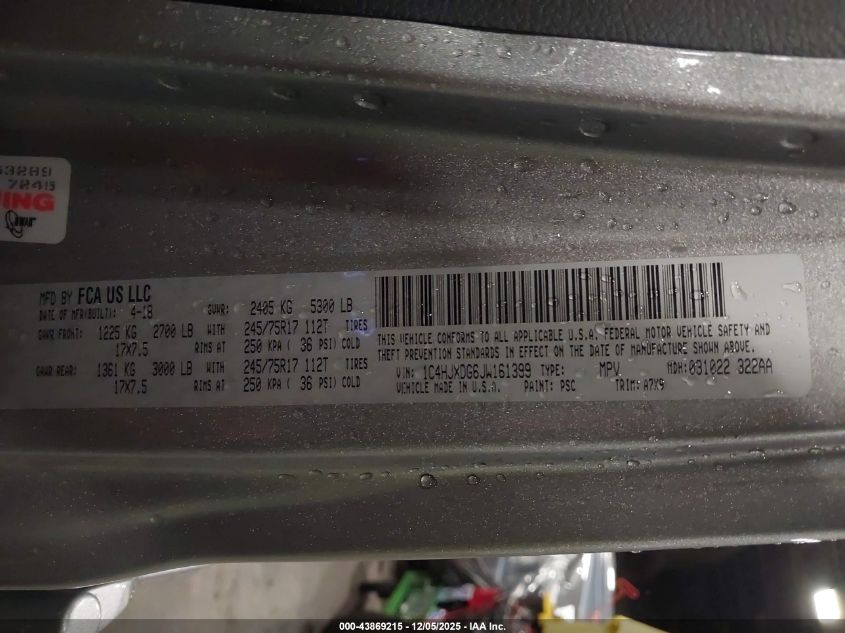 7245
ING
MFD BY FCA US LLC
DATE OF MFR(BUILT): 4-18 GVWR: 2405 KG 5300 LB
GAWR FRONT: 1225 KG 2700 LB WITH 245/75R17 112T TIRES
17X7.5 RIMS AT 250 KPA ( 36 PSI) COLD
GAWR REAR: 1361 KG 3000 LB WITH 245/75R17 112T TIRES
17X7.5 RIMS AT 250 KPA ( 36 PSI) COLD
THIS VEHICLE CONFORMS TO ALL APPLICABLE U.S.A. FEDERAL MOTOR VEHICLE SAFETY AND
THEFT PREVENTION STANDARDS IN EFFECT ON THE DATE OF MANUFACTURE SHOWN ABOVE.
VIN: 1C4HJXDG6JW161399 TYPE: MPV MDH: 031022 322AA
VEHICLE MADE IN U.S.A. PAINT: PSC TRIM: A7X9
000-43869215 - 12/05/2025 - IAA Inc.